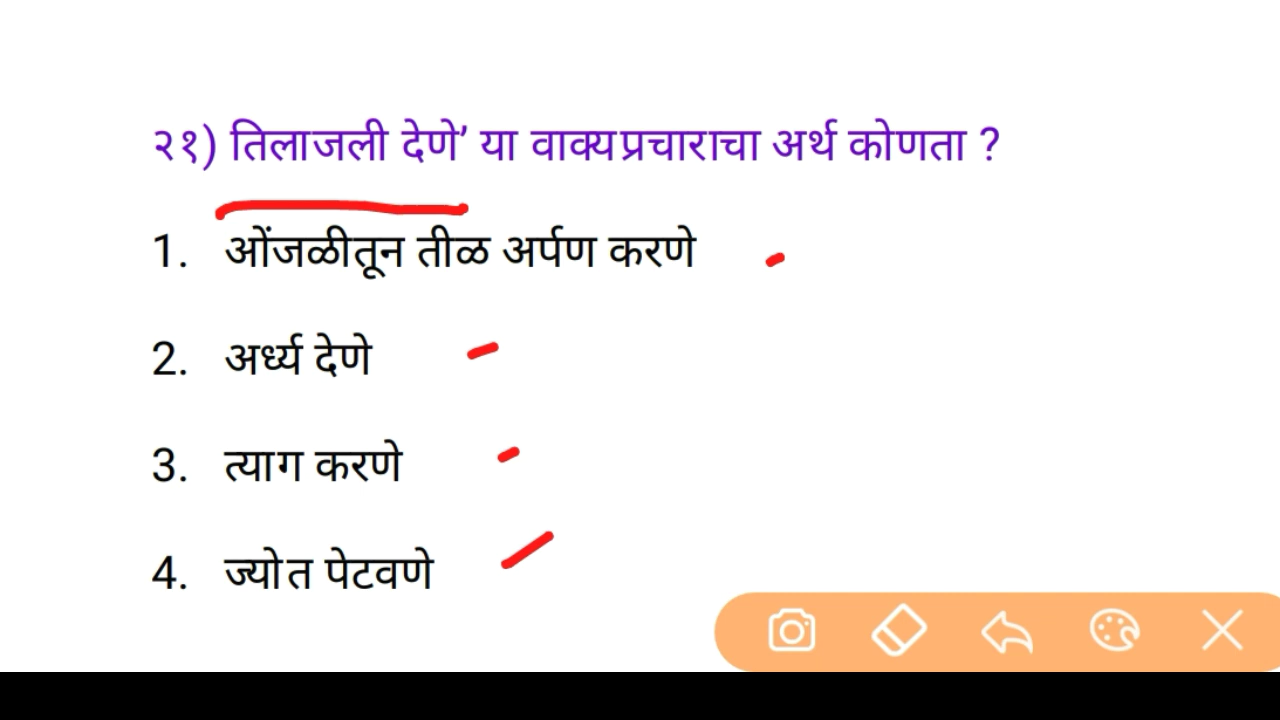 २१) तिलाजली देणे’ या वाक्यप्रचाराचा अर्थ कोणता ?
1. ओंजळीतून तीळ अर्पण करणे
2. अर्ध्य देणे
3. त्याग करणे
4. ज्योत पेटवणे